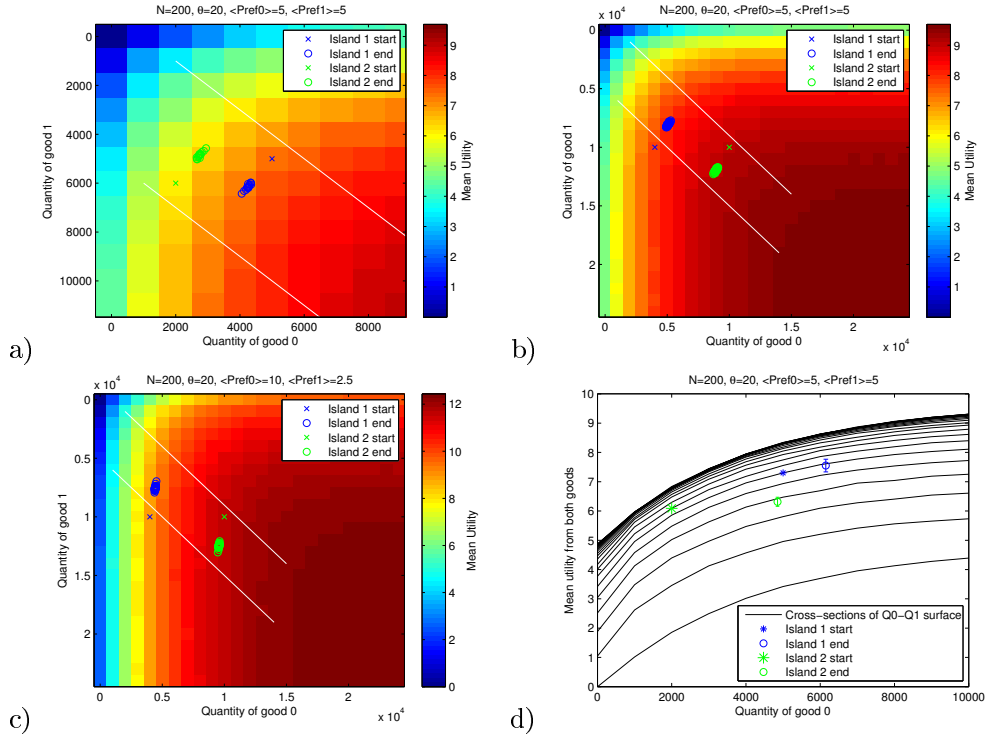 N=200, θ=20, <Pref0>=5, <Pref1>=5
Island 1 start
Island 1 end
Island 2 start
Island 2 end
0
2000
4000
6000
8000
10000
Quantity of good 1
0 2000 4000 6000 8000
Quantity of good 0
9
8
7
6
5
4
3
2
1
Mean Utility
a)
N=200, θ=20, <Pref0>=5, <Pref1>=5
x 10^4
Island 1 start
Island 1 end
Island 2 start
Island 2 end
0
0.5
1
1.5
2
Quantity of good 1
0 0.5 1 1.5 2
Quantity of good 0
x 10^4
9
8
7
6
5
4
3
2
1
Mean Utility
b)
N=200, θ=20, <Pref0>=10, <Pref1>=2.5
x 10^4
Island 1 start
Island 1 end
Island 2 start
Island 2 end
0
0.5
1
1.5
2
Quantity of good 1
0 0.5 1 1.5 2
Quantity of good 0
x 10^4
12
10
8
6
4
2
0
Mean Utility
c)
N=200, θ=20, <Pref0>=5, <Pref1>=5
10
9
8
7
6
5
4
3
2
1
0
Mean utility from both goods
Cross−sections of Q0−Q1 surface
Island 1 start
Island 1 end
Island 2 start
Island 2 end
0 2000 4000 6000 8000 10000
Quantity of good 0
d)